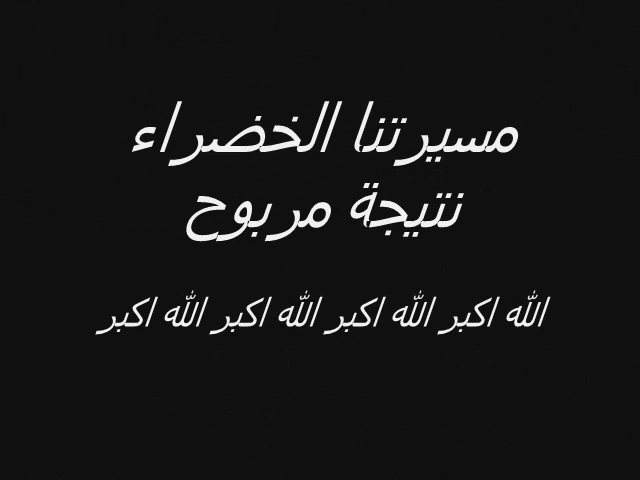 مسيرتنا الخضراء
نتيجة مربوح
الله اكبر الله اكبر الله اكبر الله اكبر